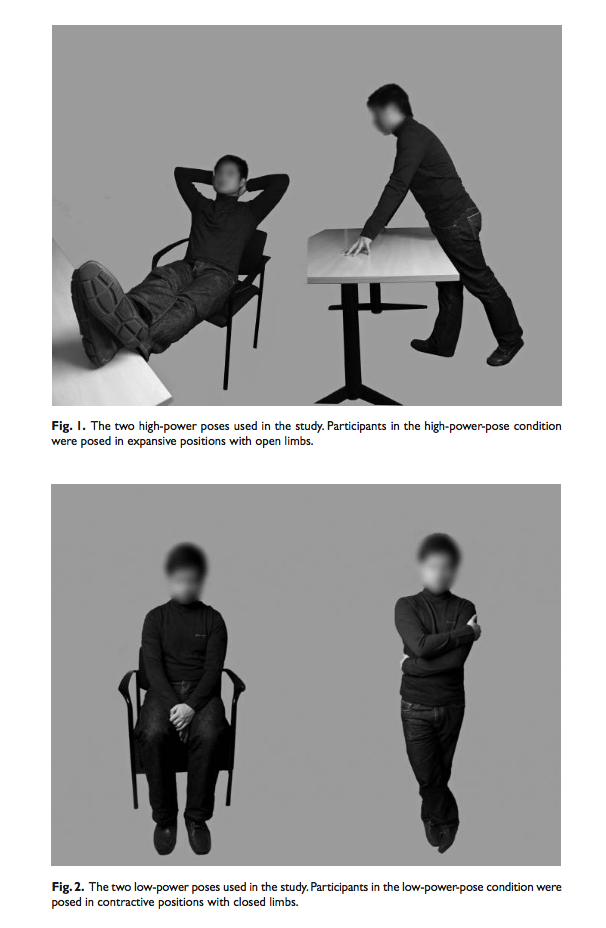 Fig. 1. The two high-power poses used in the study. Participants in the high-power-pose condition
were posed in expansive positions with open limbs.
Fig. 2. The two low-power poses used in the study. Participants in the low-power-pose condition were
posed in contractive positions with closed limbs.